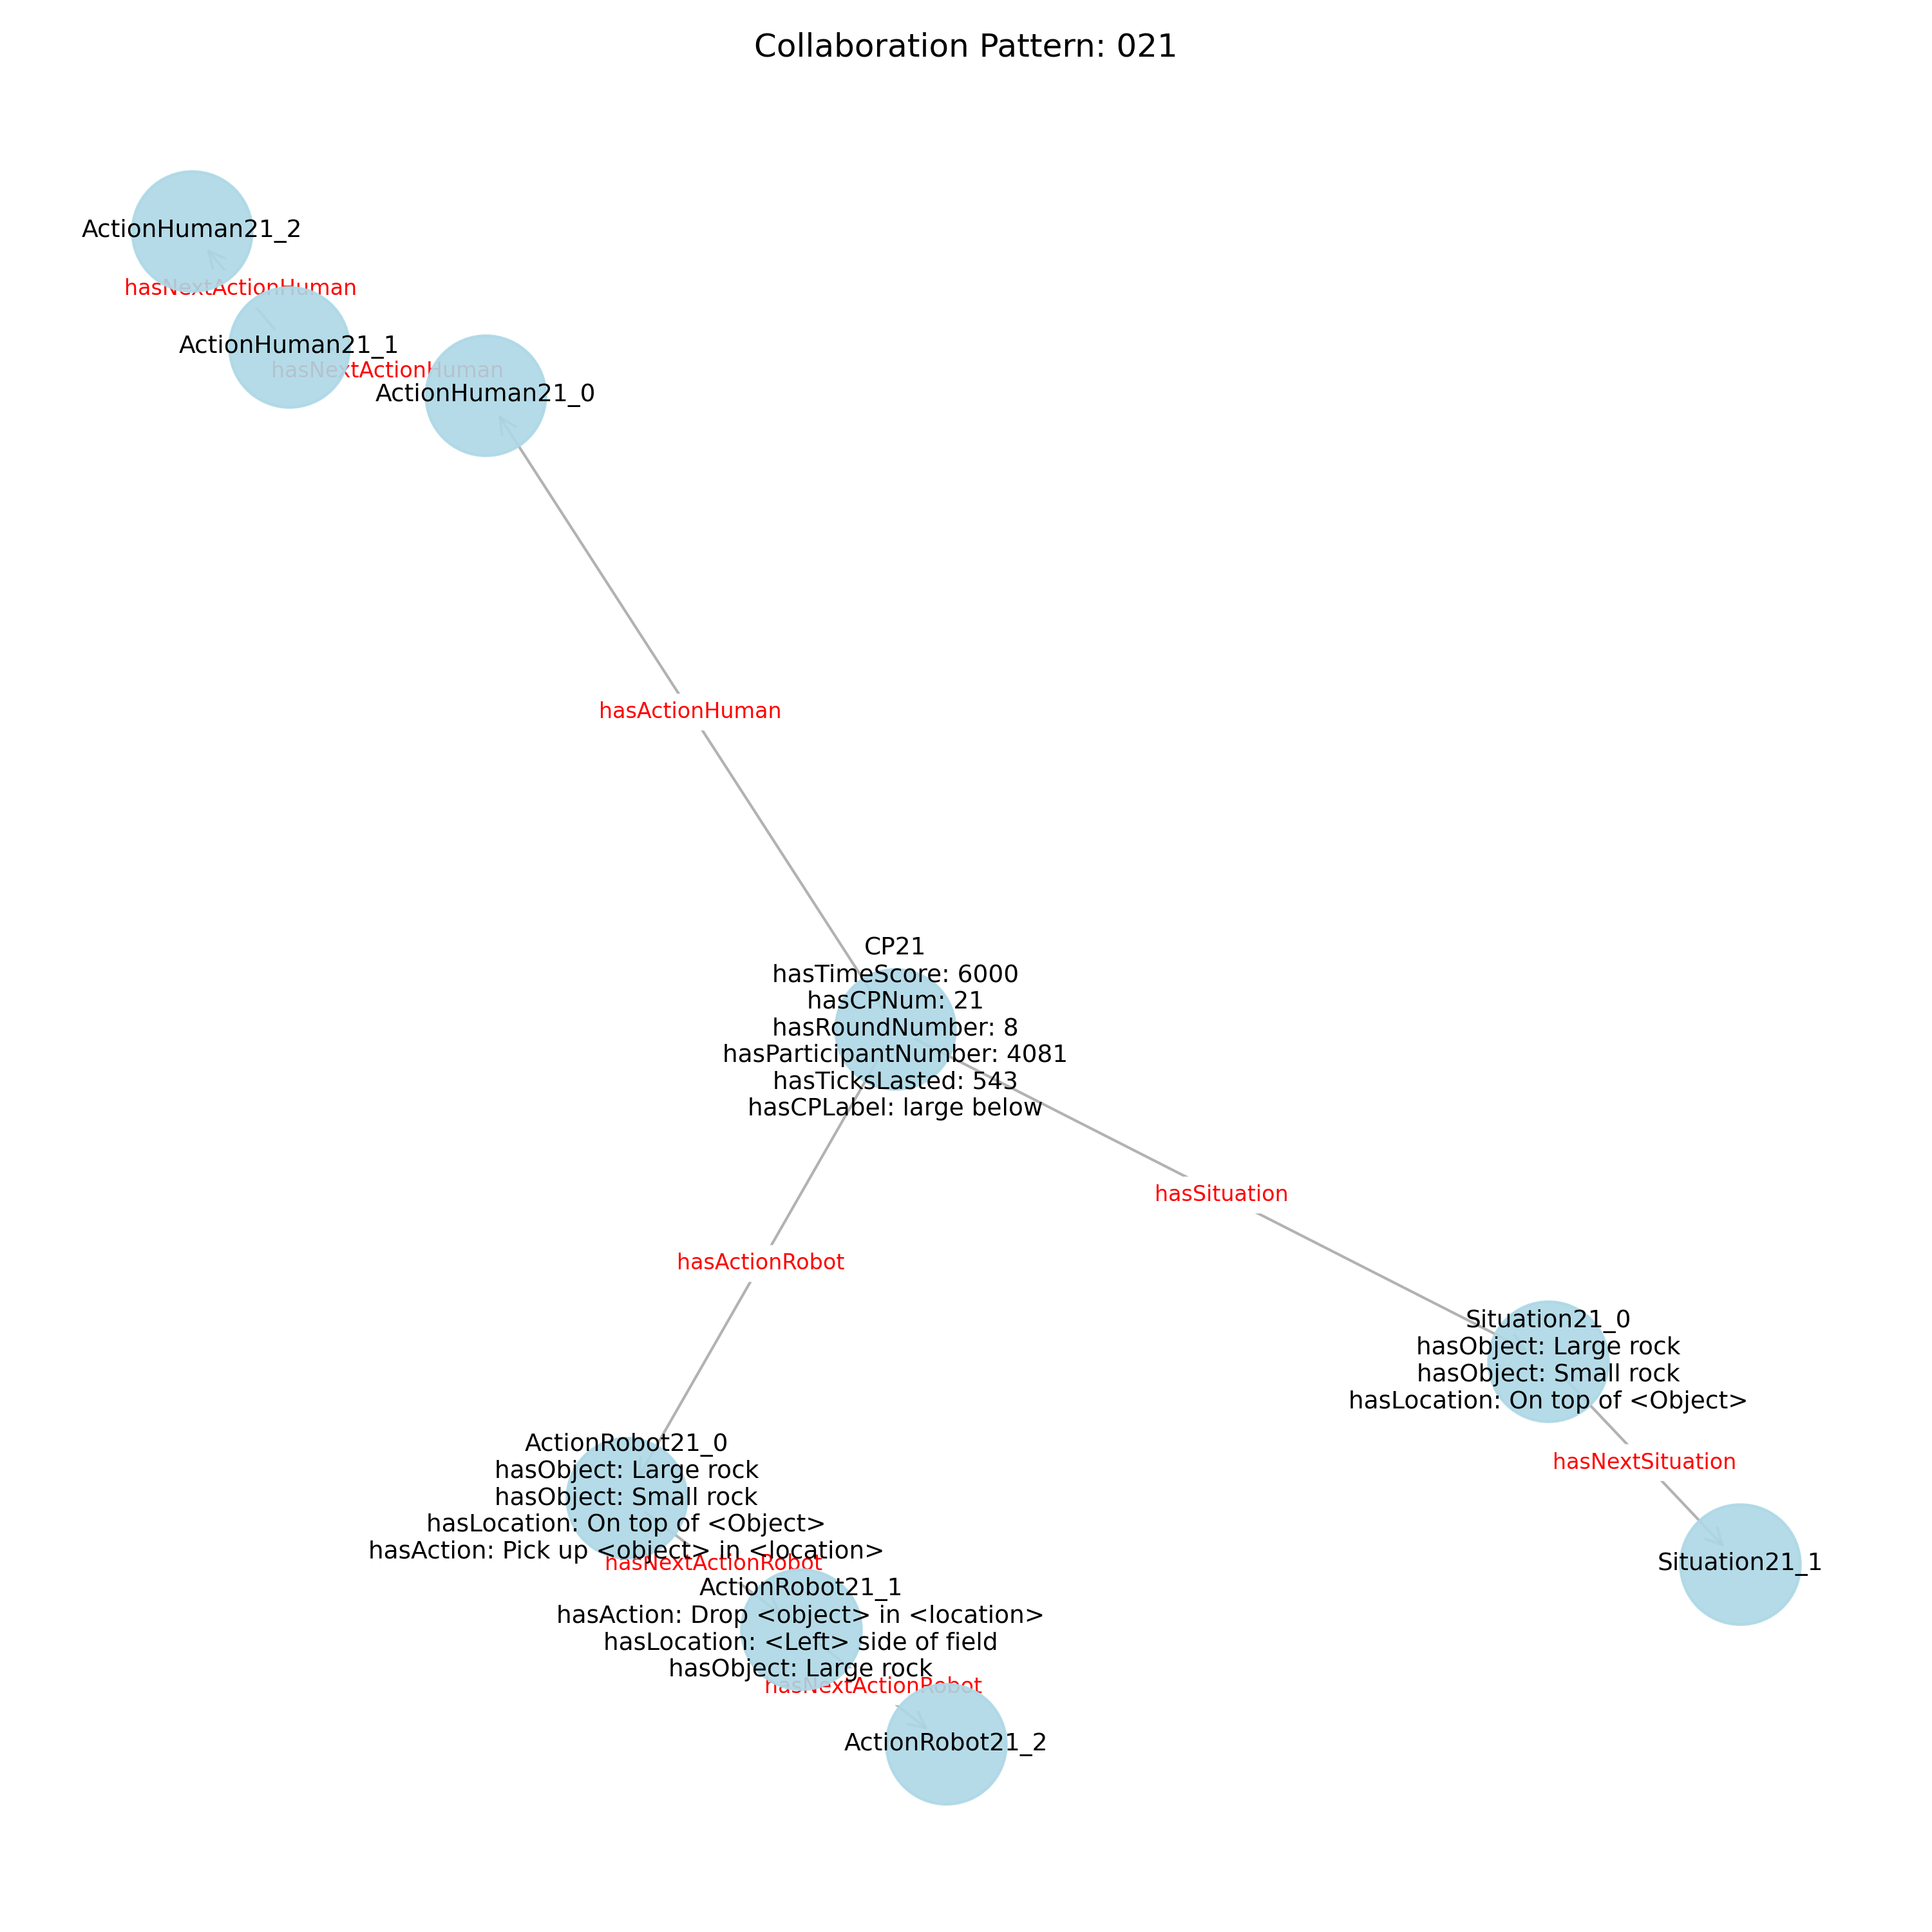 Collaboration Pattern: 021
ActionHuman21_2
hasNextActionHuman
ActionHuman21_1
hasNextActionHuman
ActionHuman21_0
hasActionHuman
CP21
hasTimeScore: 6000
hasCPNum: 21
hasRoundNumber: 8
hasParticipantNumber: 4081
hasTicksLasted: 543
hasCPLabel: large below
hasSituation
hasActionRobot
Situation21_0
hasObject: Large rock
hasObject: Small rock
hasLocation: On top of <Object>
hasNextSituation
Situation21_1
ActionRobot21_0
hasObject: Large rock
hasObject: Small rock
hasLocation: On top of <Object>
hasAction: Pick up <object> in <location>
hasNextActionRobot
ActionRobot21_1
hasAction: Drop <object> in <location>
hasLocation: <Left> side of field
hasObject: Large rock
hasNextActionRobot
ActionRobot21_2